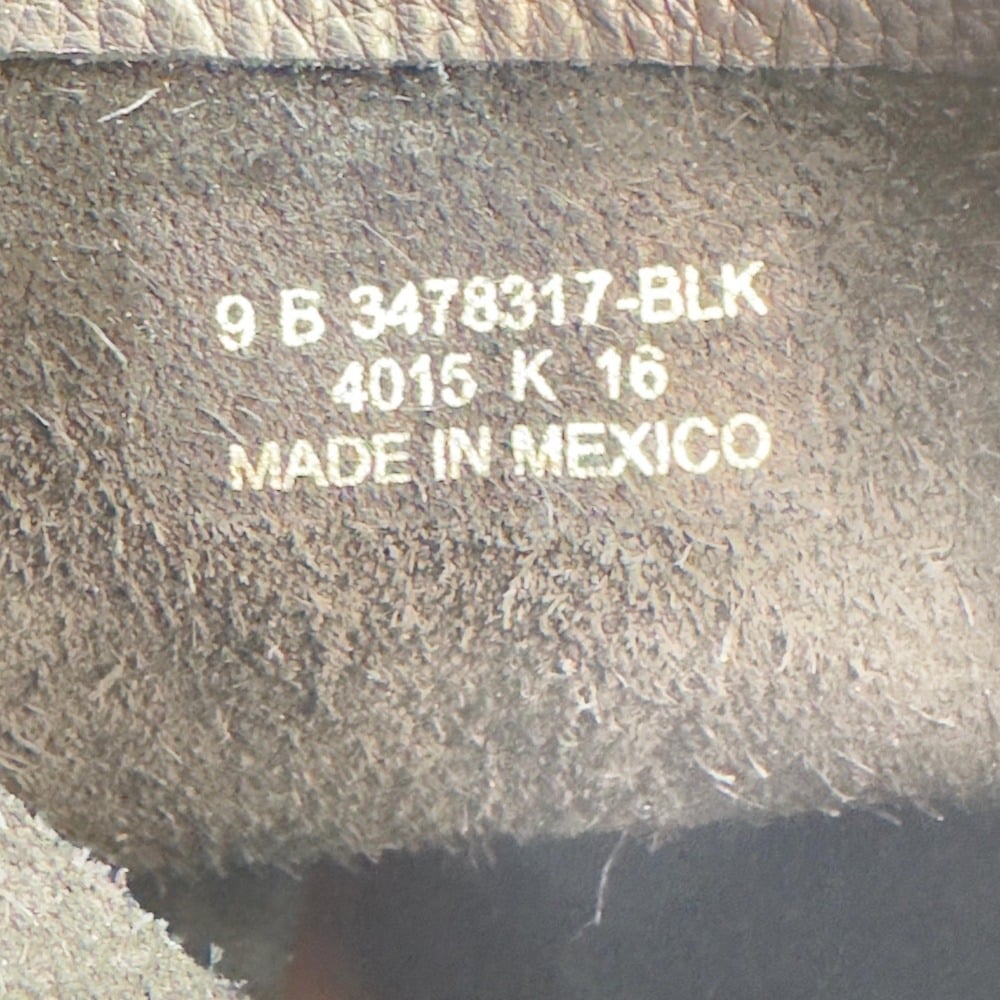 9 B 3478317-BLK
4015 K 16
MADE IN MEXICO